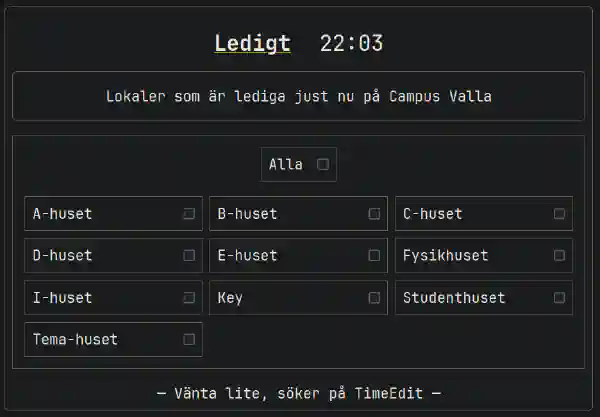 Ledigt 22:03
Lokaler som är lediga just nu på Campus Valla
Alla
A-huset B-huset C-huset
D-huset E-huset Fysikhuset
I-huset Key Studenthuset
Tema-huset
— Vänta lite, söker på TimeEdit —